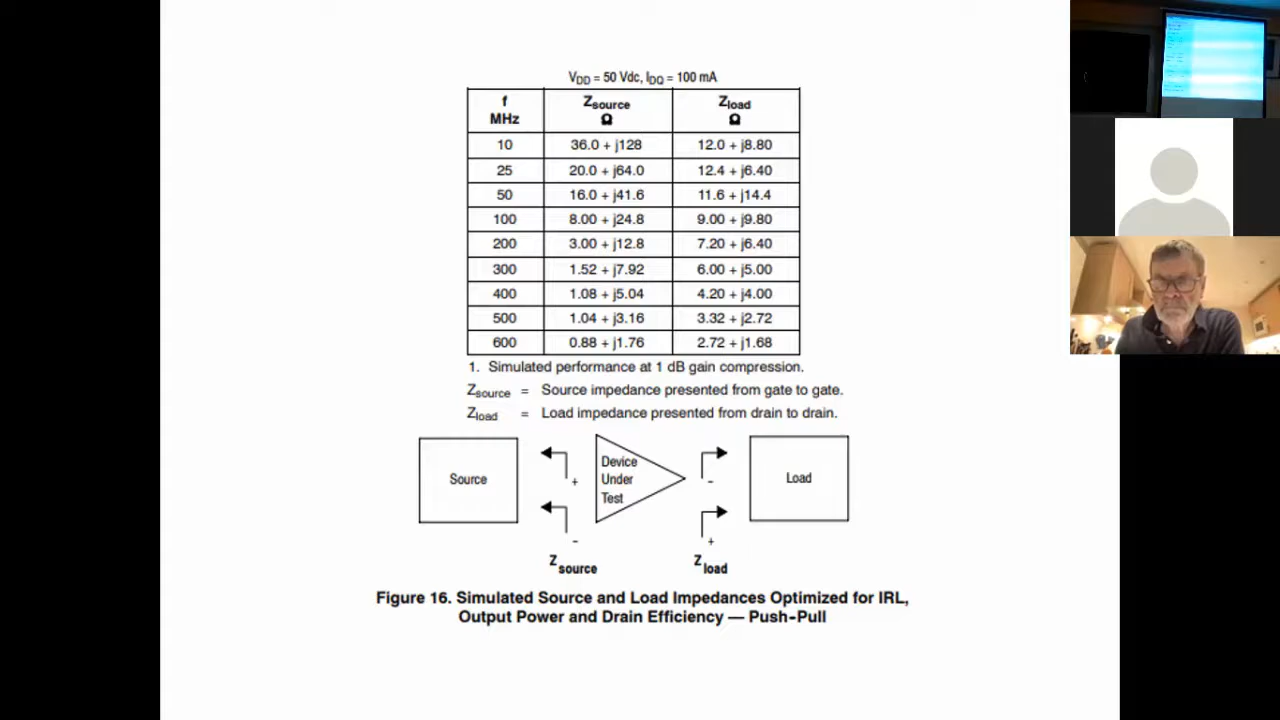 VDD = 50 Vdc, IDQ = 100 mA
f MHz Zsource Ω Zload Ω
10 36.0 + j128 12.0 + j8.80
25 20.0 + j64.0 12.4 + j6.40
50 16.0 + j41.6 11.6 + j14.4
100 8.00 + j24.8 9.00 + j9.80
200 3.00 + j12.8 7.20 + j6.40
300 1.52 + j7.92 6.00 + j5.00
400 1.08 + j5.04 4.20 + j4.00
500 1.04 + j3.16 3.32 + j2.72
600 0.88 + j1.76 2.72 + j1.68
1. Simulated performance at 1 dB gain compression.
Zsource = Source impedance presented from gate to gate.
Zload = Load impedance presented from drain to drain.
Source
+
-
Zsource
Device
Under
Test
-
+
Zload
Load
Figure 16. Simulated Source and Load Impedances Optimized for IRL,
Output Power and Drain Efficiency — Push-Pull